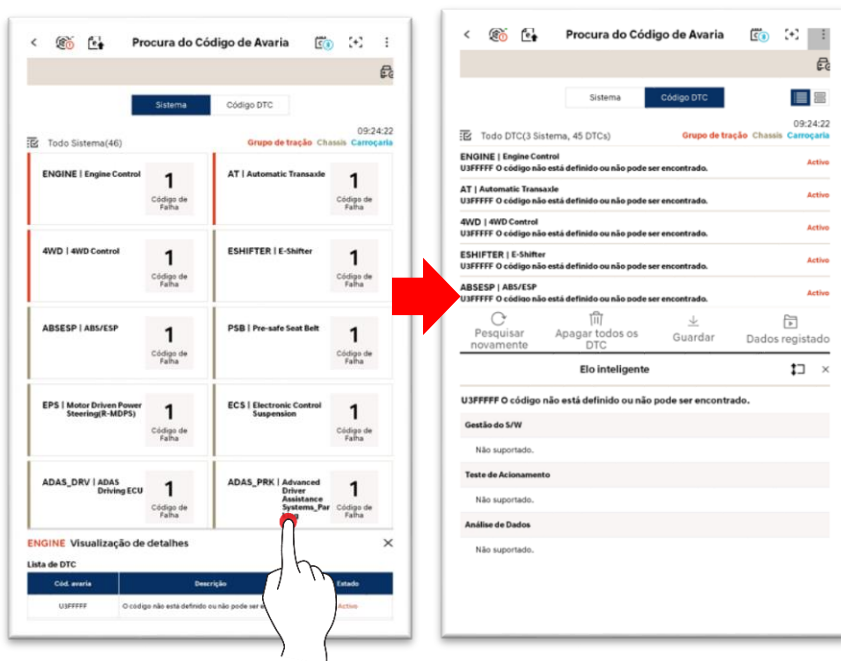 Procura do Código de Avaria
Sistema
Código DTC
09:24:22
Todo Sistema(46)
Grupo de tração Chassis Carroçaria
ENGINE | Engine Control
1
Código de
Falha
AT | Automatic Transaxle
1
Código de
Falha
4WD | 4WD Control
1
Código de
Falha
ESHIFTER | E-Shifter
1
Código de
Falha
ABSESP | ABS/ESP
1
Código de
Falha
PSB | Pre-safe Seat Belt
1
Código de
Falha
EPS | Motor Driven Power
Steering(R-MDPS)
1
Código de
Falha
ECS | Electronic Control
Suspension
1
Código de
Falha
ADAS_DRV | ADAS
Driving ECU
1
Código de
Falha
ADAS_PRK | Advanced
Driver
Assistance
Systems_Par
1
Código de
Falha
ENGINE Visualização de detalhes
Lista de DTC
Cód. avaria
Descrição
Estado
U3FFFFF
O código não está definido ou não pode ser
Activo
Procura do Código de Avaria
Sistema
Código DTC
09:24:22
Todo DTC(3 Sistema, 45 DTCs)
Grupo de tração Chassis Carroçaria
ENGINE | Engine Control
U3FFFFF O código não está definido ou não pode ser encontrado.
Activo
AT | Automatic Transaxle
U3FFFFF O código não está definido ou não pode ser encontrado.
Activo
4WD | 4WD Control
U3FFFFF O código não está definido ou não pode ser encontrado.
Activo
ESHIFTER | E-Shifter
U3FFFFF O código não está definido ou não pode ser encontrado.
Activo
ABSESP | ABS/ESP
U3FFFFF O código não está definido ou não pode ser encontrado.
Activo
Pesquisar
novamente
Apagar todos os
DTC
Guardar
Dados registado
Elo inteligente
U3FFFFF O código não está definido ou não pode ser encontrado.
Gestão do S/W
Não suportado.
Teste de Acionamento
Não suportado.
Análise de Dados
Não suportado.